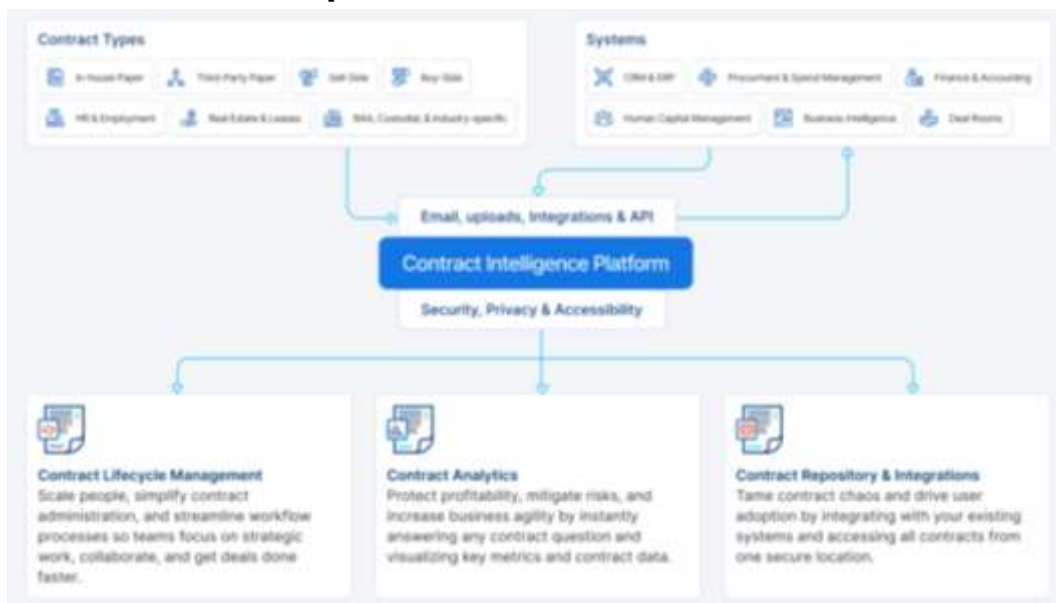 Contract Types
In-house Paper Third-Party Paper Sell-Side Buy-Side
HR & Employment Real Estate & Leases BAA, Custodial, & Industry-specific
Systems
CRM & ERP Procurment & Spend Management Finance & Accounting
Human Capital Management Business Intelligence Deal Rooms
Email, uploads, Integrations & API
Contract Intelligence Platform
Security, Privacy & Accessibility
Contract Lifecycle Management
Scale people, simplify contract
administration, and streamline workflow
processes so teams focus on strategic
work, collaborate, and get deals done
faster.
Contract Analytics
Protect profitability, mitigate risks, and
increase business agility by instantly
answering any contract question and
visualizing key metrics and contract data.
Contract Repository & Integrations
Tame contract chaos and drive user
adoption by integrating with your existing
systems and accessing all contracts from
one secure location.